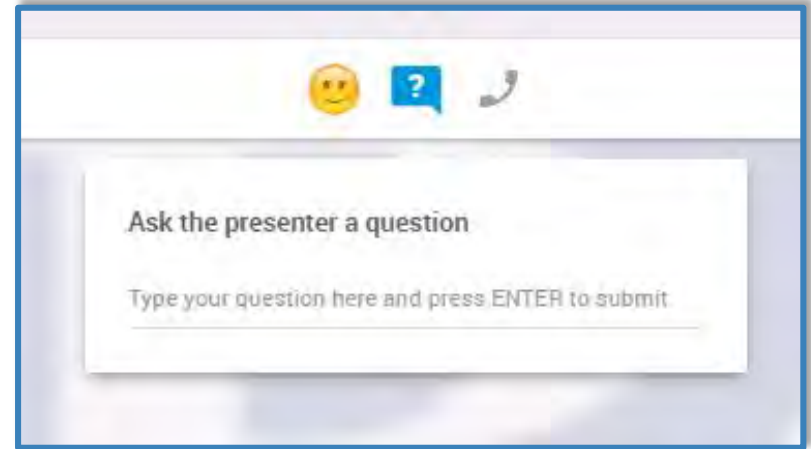 ?
Ask the presenter a question
Type your question here and press ENTER to submit